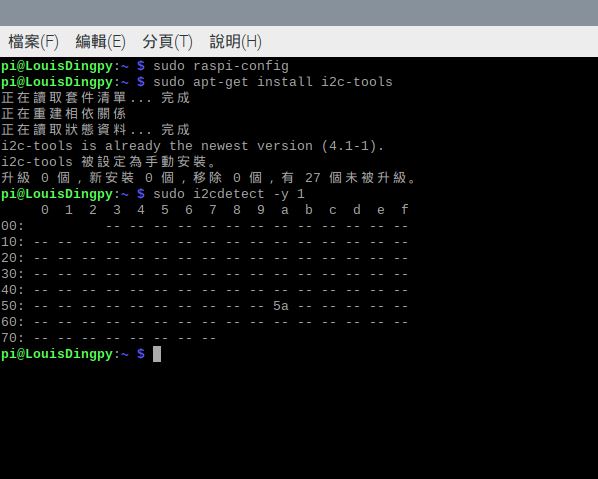 檔案(F) 編輯(E) 分頁(T) 說明(H)
pi@LouisDingpy:~ $ sudo raspi-config
pi@LouisDingpy:~ $ sudo apt-get install i2c-tools
正在讀取套件清單... 完成
正在重建相依關係
正在讀取狀態資料... 完成
i2c-tools is already the newest version (4.1-1).
i2c-tools 被設定為手動安裝。
升級 0 個，新安裝 0 個，移除 0 個，有 27 個未被升級。
pi@LouisDingpy:~ $ sudo i2cdetect -y 1
     0  1  2  3  4  5  6  7  8  9  a  b  c  d  e  f
00:          -- -- -- -- -- -- -- -- -- -- -- -- --
10: -- -- -- -- -- -- -- -- -- -- -- -- -- -- -- --
20: -- -- -- -- -- -- -- -- -- -- -- -- -- -- -- --
30: -- -- -- -- -- -- -- -- -- -- -- -- -- -- -- --
40: -- -- -- -- -- -- -- -- -- -- -- -- -- -- -- --
50: -- -- -- -- -- -- -- -- -- -- 5a -- -- -- -- --
60: -- -- -- -- -- -- -- -- -- -- -- -- -- -- -- --
70: -- -- -- -- -- -- -- --
pi@LouisDingpy:~ $